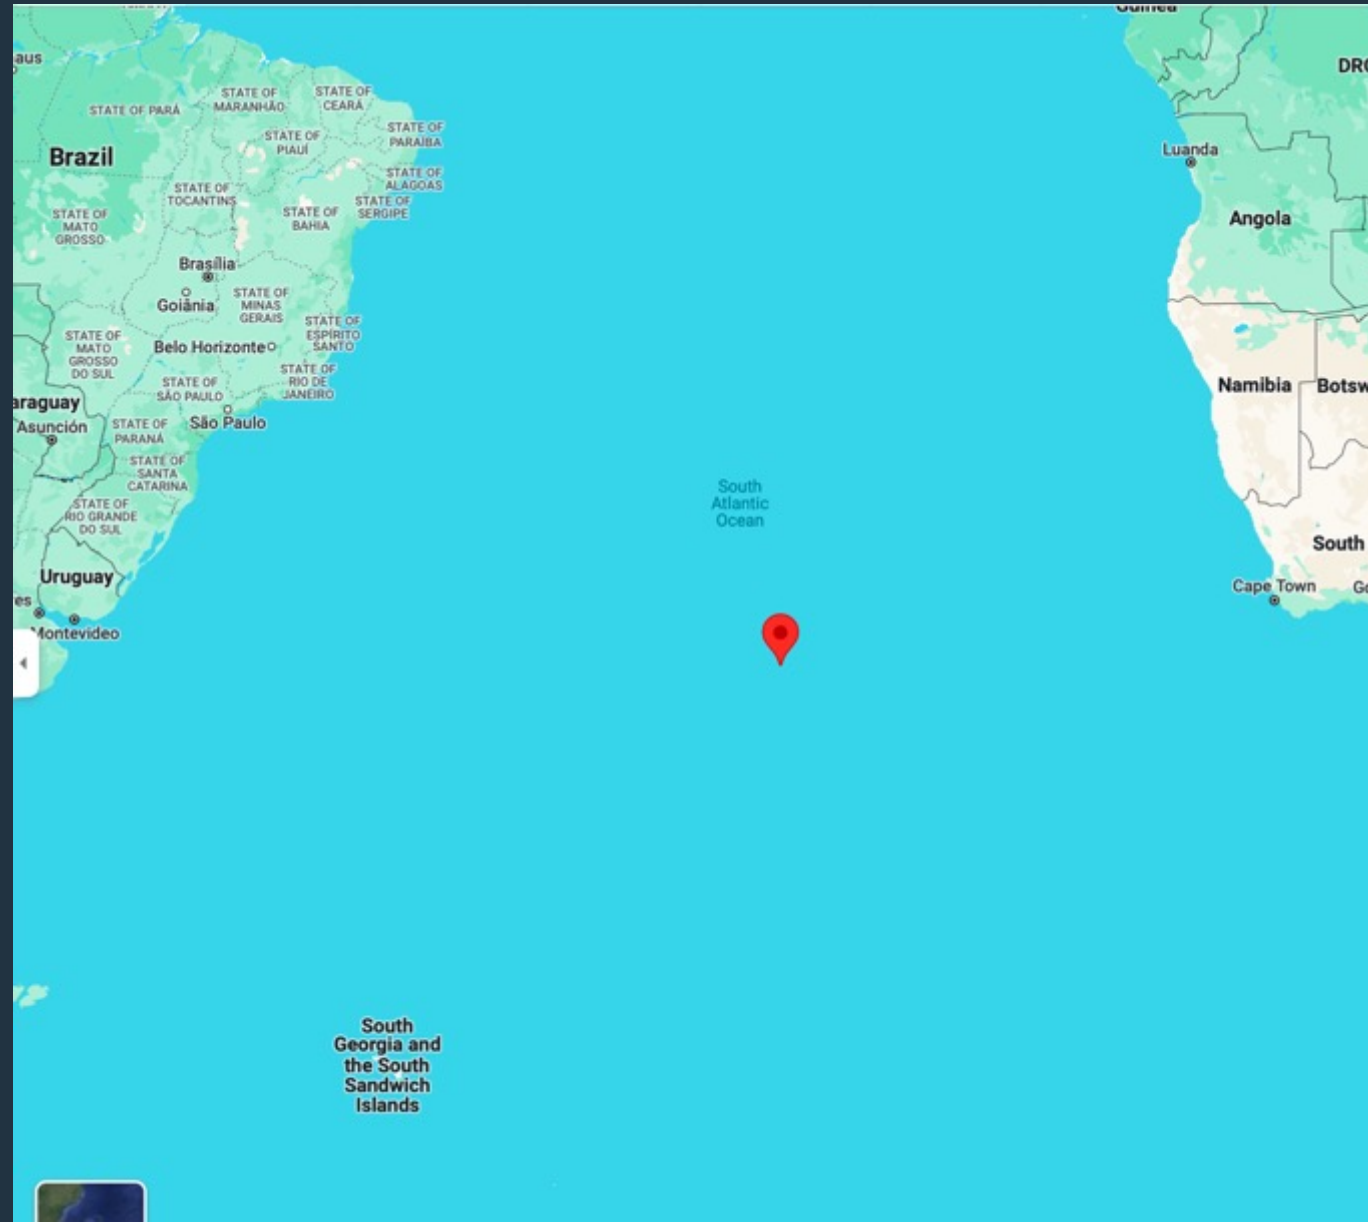 Guinea
aus
DRC
STATE OF PARÁ
STATE OF
MARANHÃO
STATE OF
CEARÁ
STATE OF
PARAÍBA
STATE OF
PIAUÍ
Luanda
Brazil
STATE OF
ALAGOAS
STATE OF
TOCANTINS
STATE OF
SERGIPE
STATE OF
MATO
GROSSO
STATE OF
BAHIA
Angola
Brasília
Goiânia
STATE OF
MINAS
GERAIS
STATE OF
ESPÍRITO
SANTO
STATE OF
MATO
GROSSO
DO SUL
Belo Horizonte
STATE OF
RIO DE
JANEIRO
STATE OF
SÃO PAULO
Namibia
Botsw
araguay
Asunción
STATE OF
PARANÁ
São Paulo
STATE OF
SANTA
CATARINA
South
Atlantic
Ocean
STATE OF
RIO GRANDE
DO SUL
South
Uruguay
Cape Town
Go
es
Montevideo
South
Georgia and
the South
Sandwich
Islands